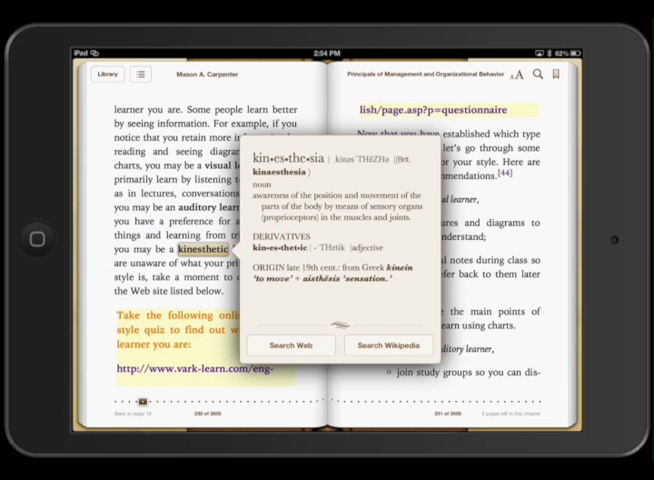 iPad
2:54 PM
62%
Library
Mason A. Carpenter
Principals of Management and Organizational Behavior
AA
learner you are. Some people learn better
by seeing information. For example, if you
notice that you retain more
reading and seeing
charts, you may be a visual
primarily learn by listening
as in lectures, conversations
you may be an auditory
you have a preference for
things and learning from
you may be a kinesthetic
are unaware of what your
style is, take a moment to
the Web site listed below.
Take the following
style quiz to find out
learner you are:
http://www.vark-learn.com/eng-
kin•es•the•sia | ˌkinəsˈTHēZHə |(Brit.
kinaesthesia )
noun
awareness of the position and movement of the
parts of the body by means of sensory organs
(proprioceptors) in the muscles and joints.
DERIVATIVES
kin•es•thet•ic | -ˈTHetik |adjective
ORIGIN late 19th cent.: from Greek kinein
'to move' + aisthēsis 'sensation.'
Search Web
Search Wikipedia
lish/page.asp?p=questionnaire
Now that you have established which type
let's go through some
or your style. Here are
[44]
learner,
and diagrams to
notes during class so
refer back to them later
the main points of
learn using charts.
learner,
join study groups so you can dis-
Back to page 19
230 of 3506
231 of 3506
5 pages left in this chapter